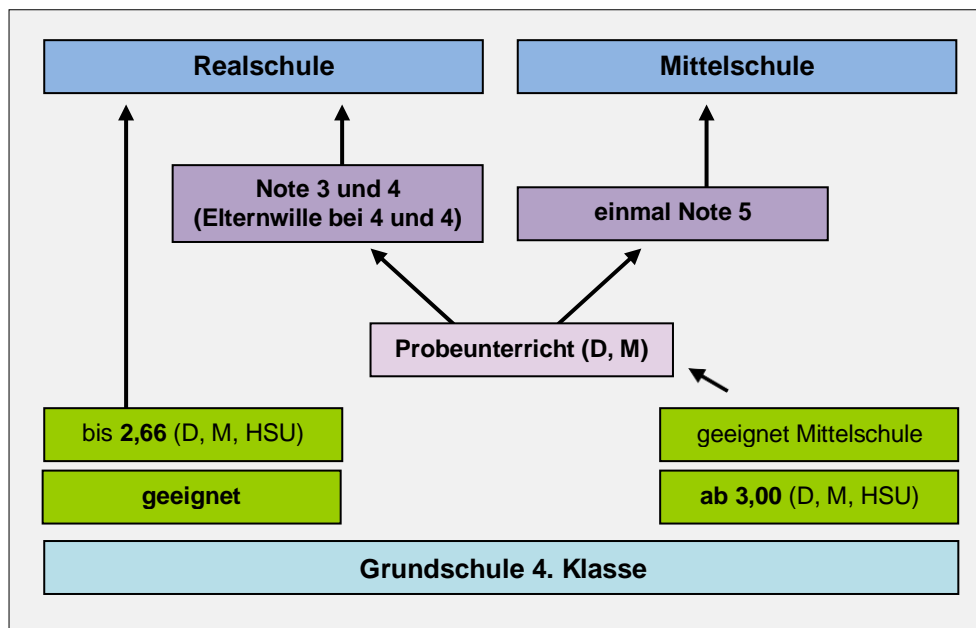 Realschule
Mittelschule
Note 3 und 4
(Elternwille bei 4 und 4)
einmal Note 5
Probeunterricht (D, M)
bis 2,66 (D, M, HSU)
geeignet Mittelschule
geeignet
ab 3,00 (D, M, HSU)
Grundschule 4. Klasse